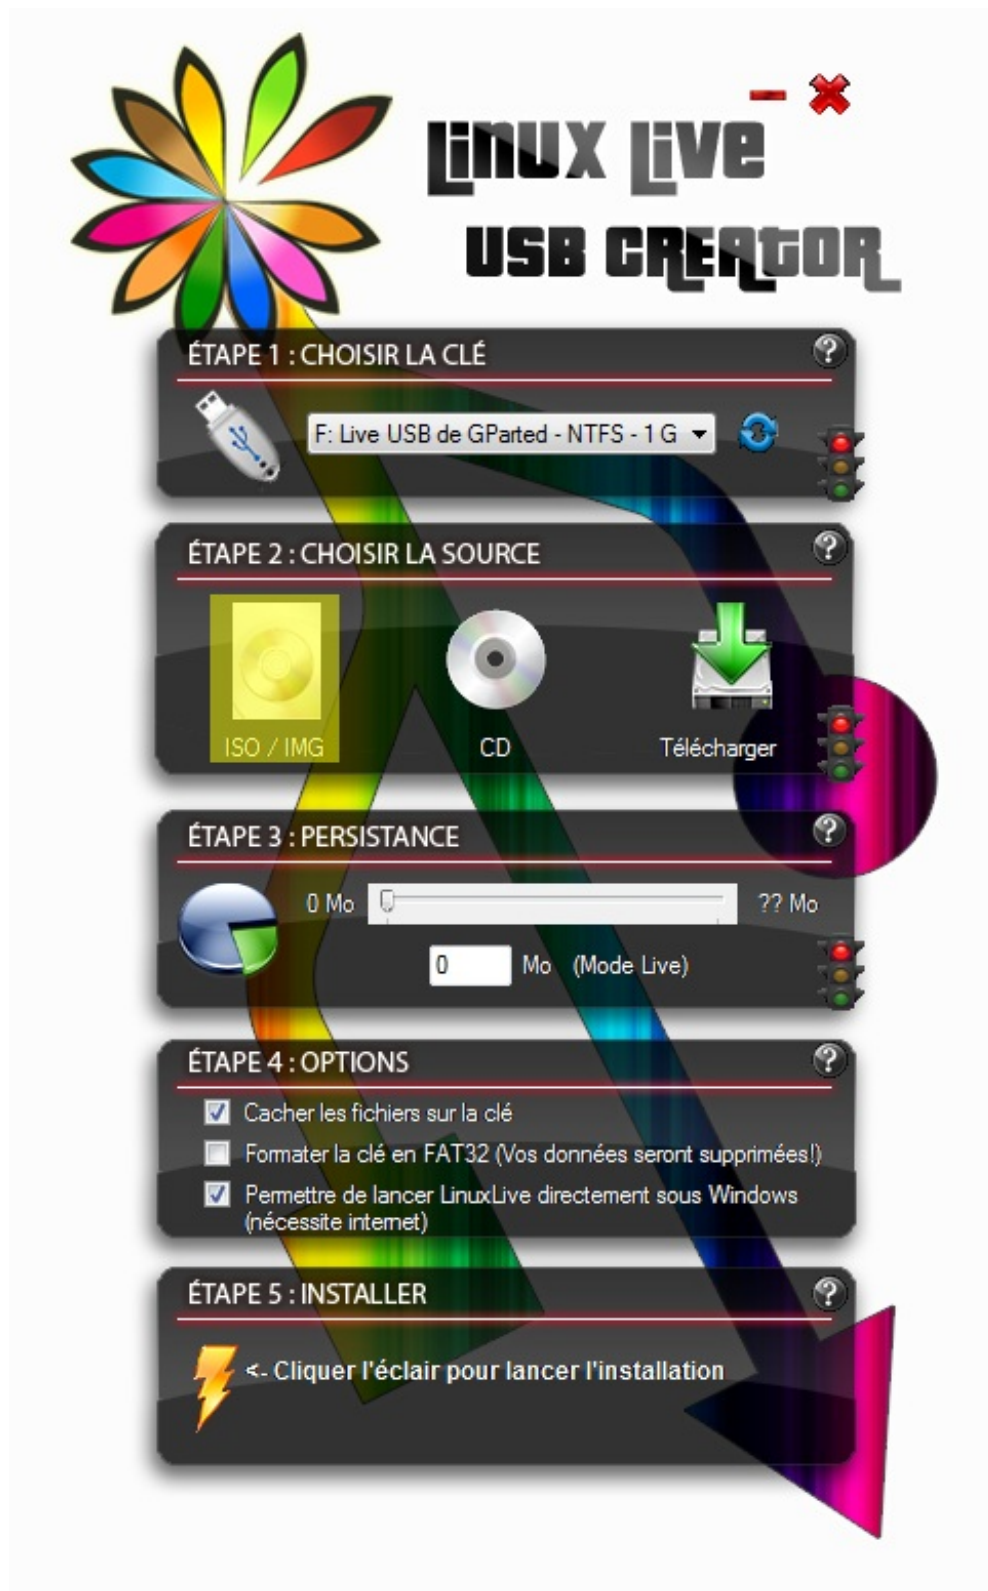 Linux Live
USB CREATOR
ÉTAPE 1 : CHOISIR LA CLÉ
?
F: Live USB de GParted - NTFS - 1 G
ÉTAPE 2 : CHOISIR LA SOURCE
?
ISO / IMG
CD
Télécharger
ÉTAPE 3 : PERSISTANCE
?
0 Mo
?? Mo
0 Mo (Mode Live)
ÉTAPE 4 : OPTIONS
?
Cacher les fichiers sur la clé
Formater la clé en FAT32 (Vos données seront supprimées!)
Permettre de lancer LinuxLive directement sous Windows
(nécessite internet)
ÉTAPE 5 : INSTALLER
?
<- Cliquer l'éclair pour lancer l'installation